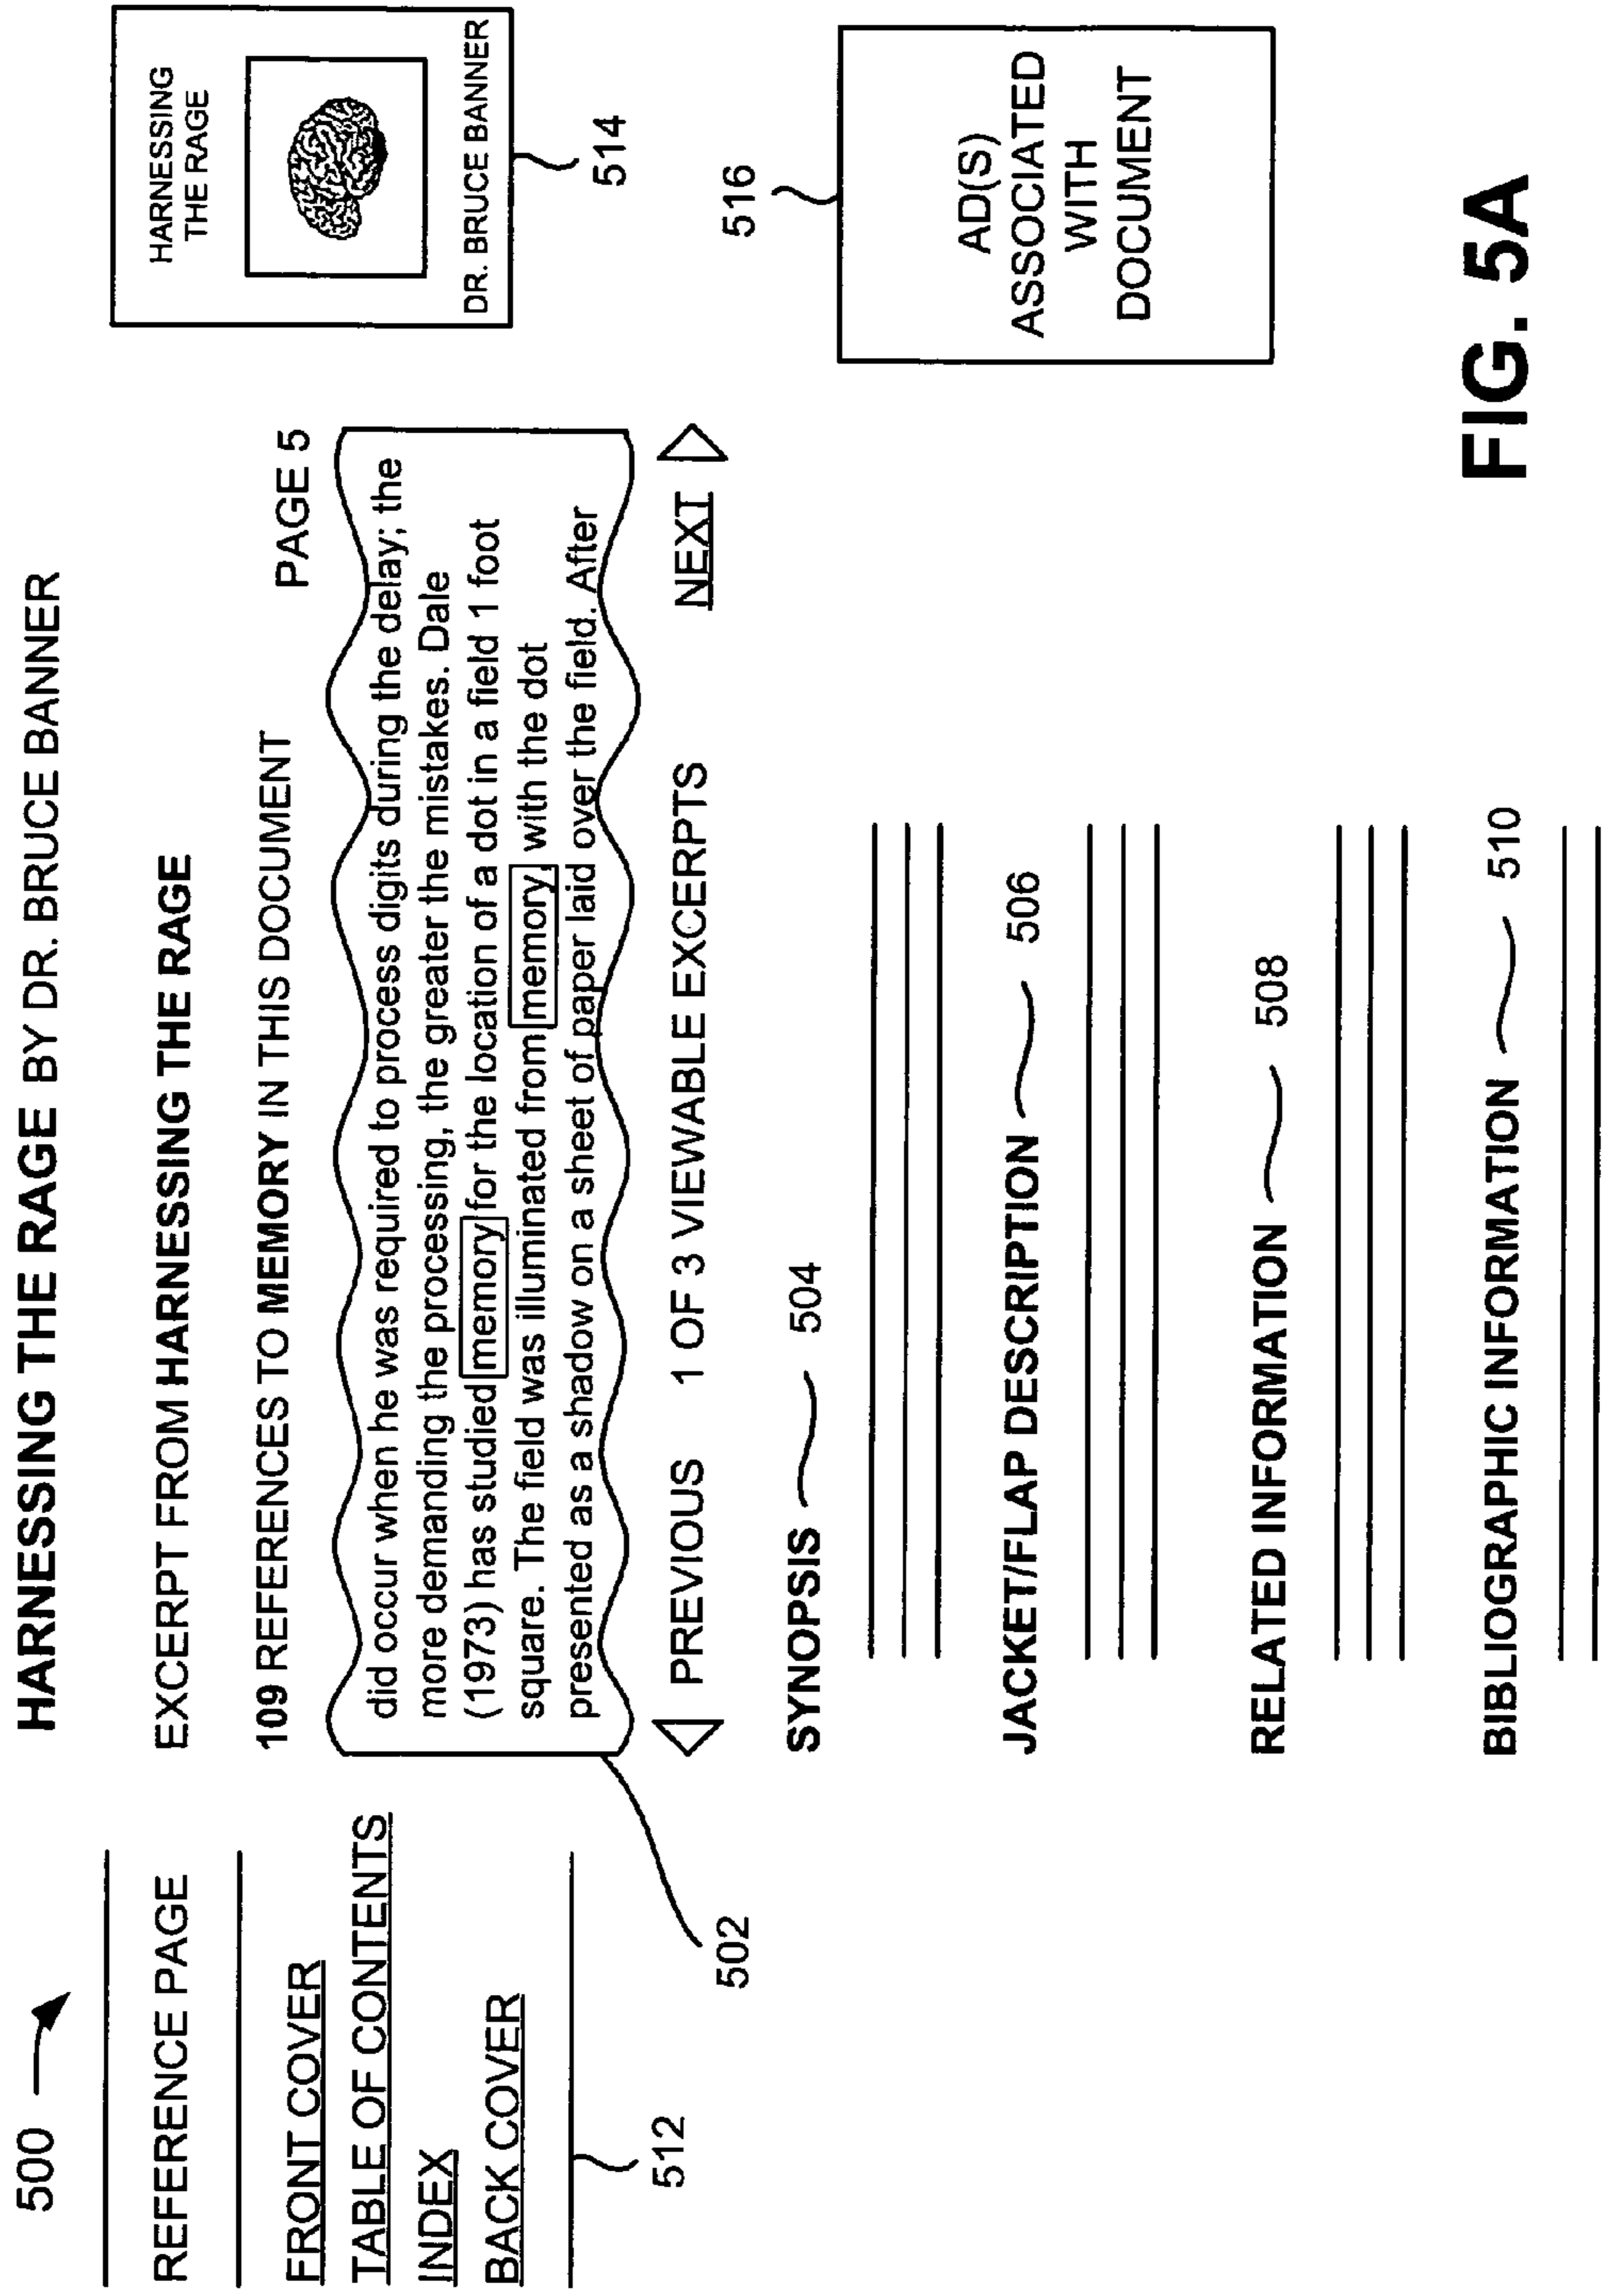 500
HARNESSING THE RAGE BY DR. BRUCE BANNER
REFERENCE PAGE
FRONT COVER
TABLE OF CONTENTS
INDEX
BACK COVER
512
EXCERPT FROM HARNESSING THE RAGE
109 REFERENCES TO MEMORY IN THIS DOCUMENT
PAGE 5
did occur when he was required to process digits during the delay; the
more demanding the processing, the greater the mistakes. Dale
(1973) has studied memory for the location of a dot in a field 1 foot
square. The field was illuminated from memory, with the dot
presented as a shadow on a sheet of paper laid over the field. After
502
PREVIOUS 1 OF 3 VIEWABLE EXCERPTS NEXT
SYNOPSIS 504
JACKET/FLAP DESCRIPTION 506
RELATED INFORMATION 508
BIBLIOGRAPHIC INFORMATION 510
HARNESSING
THE RAGE
DR. BRUCE BANNER
514
516
AD(S)
ASSOCIATED
WITH
DOCUMENT
FIG. 5A